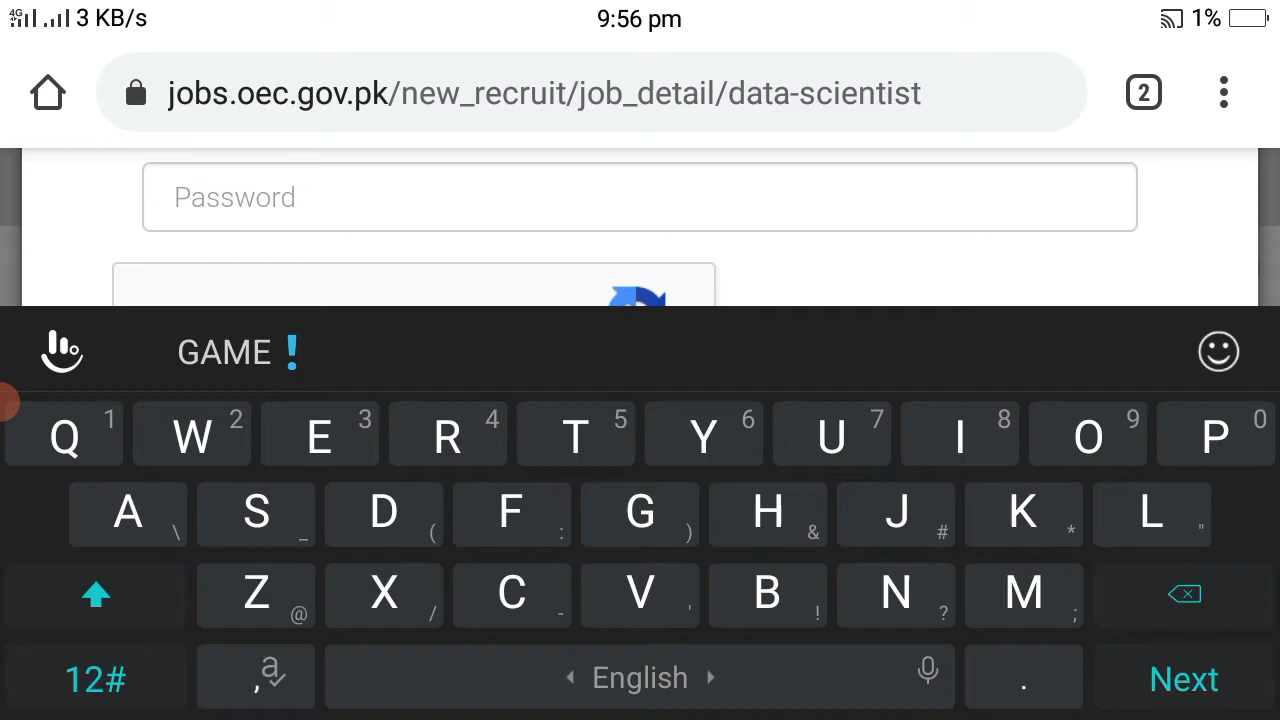 4G 3 KB/s 9:56 pm 1%
jobs.oec.gov.pk/new_recruit/job_detail/data-scientist 2
Password
GAME !
Q 1 W 2 E 3 R 4 T 5 Y 6 U 7 I 8 O 9 P 0
A \ S _ D ( F : G ) H & J # K * L "
Z @ X / C - V ' B ! N ? M ;
12# , a English . Next